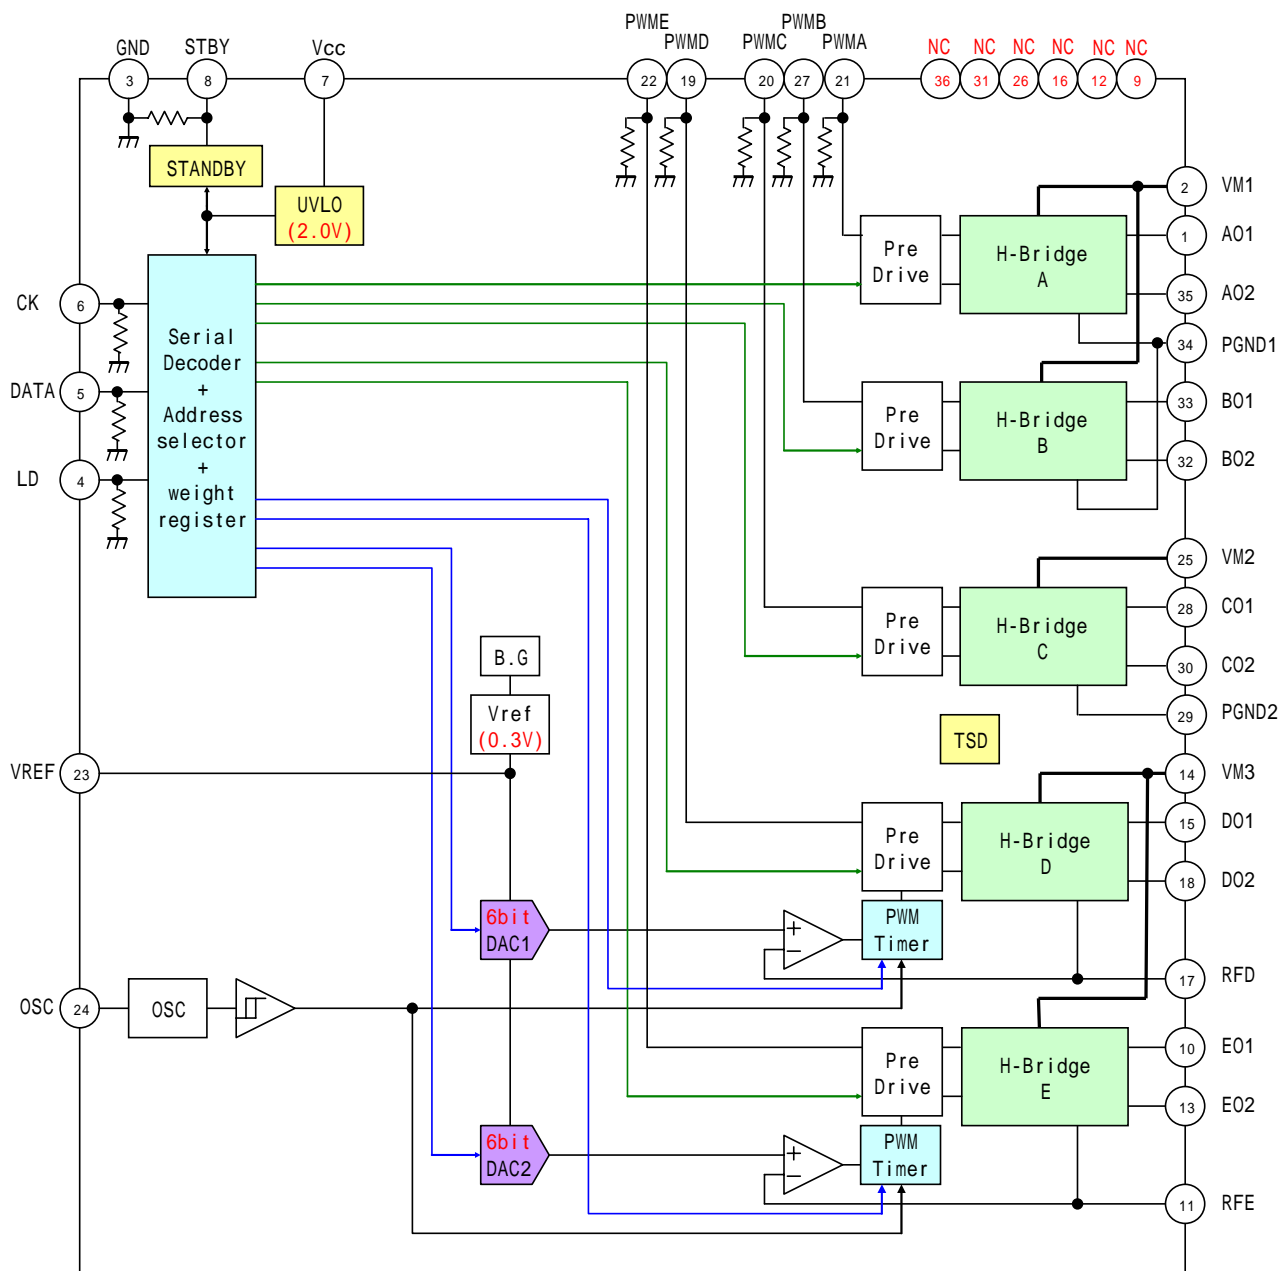 PWME
PWMD
PWMC
PWMB
PWMA
GND
STBY
Vcc
NC NC NC NC NC NC
3
8
7
22
19
20
27
21
36
31
26
16
12
9
STANDBY
UVLO
(2.0V)
2
VM1
1
AO1
35
AO2
34
PGND1
33
BO1
32
BO2
25
VM2
28
CO1
30
CO2
29
PGND2
14
VM3
15
DO1
18
DO2
17
RFD
10
EO1
13
EO2
11
RFE
CK
6
DATA
5
LD
4
VREF
23
OSC
24
Serial
Decoder
+
Address
selector
+
weight
register
Pre
Drive
H-Bridge
A
Pre
Drive
H-Bridge
B
Pre
Drive
H-Bridge
C
B.G
Vref
(0.3V)
TSD
Pre
Drive
H-Bridge
D
6bit
DAC1
+
−
PWM
Timer
OSC
Pre
Drive
H-Bridge
E
6bit
DAC2
+
−
PWM
Timer